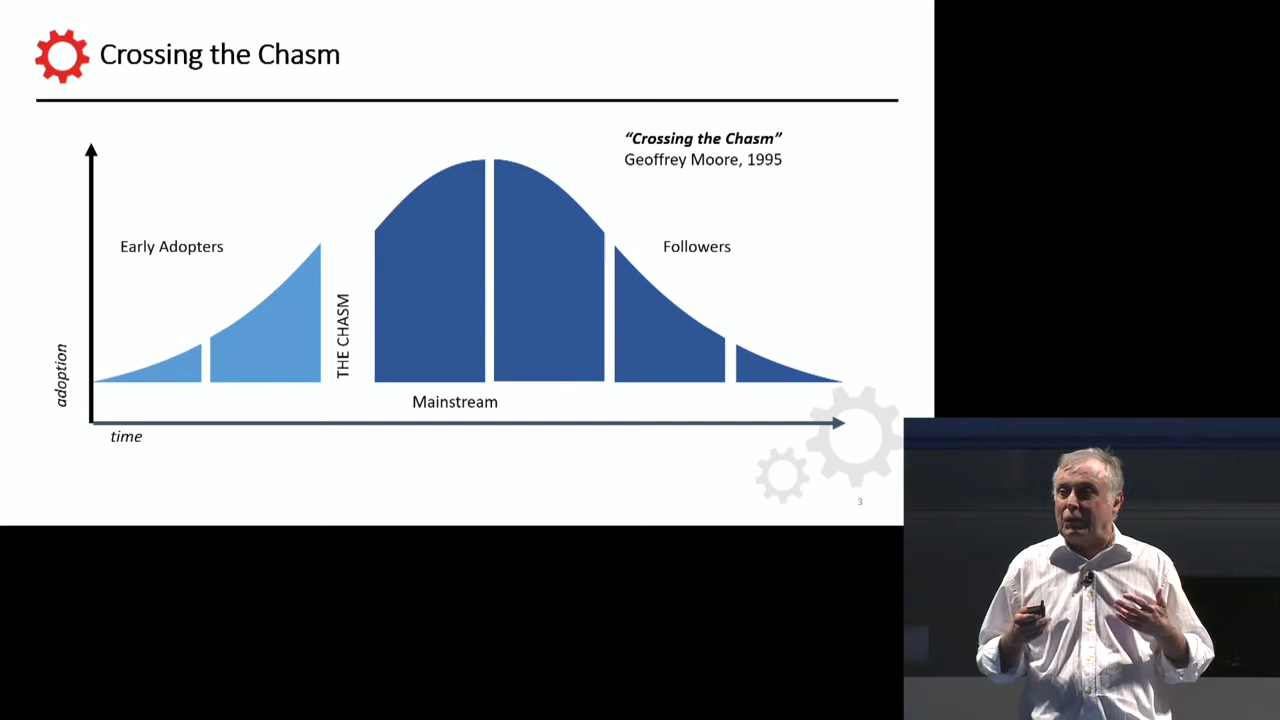 Crossing the Chasm
“Crossing the Chasm”
Geoffrey Moore, 1995
Early Adopters
Followers
THE CHASM
adoption
Mainstream
time
3